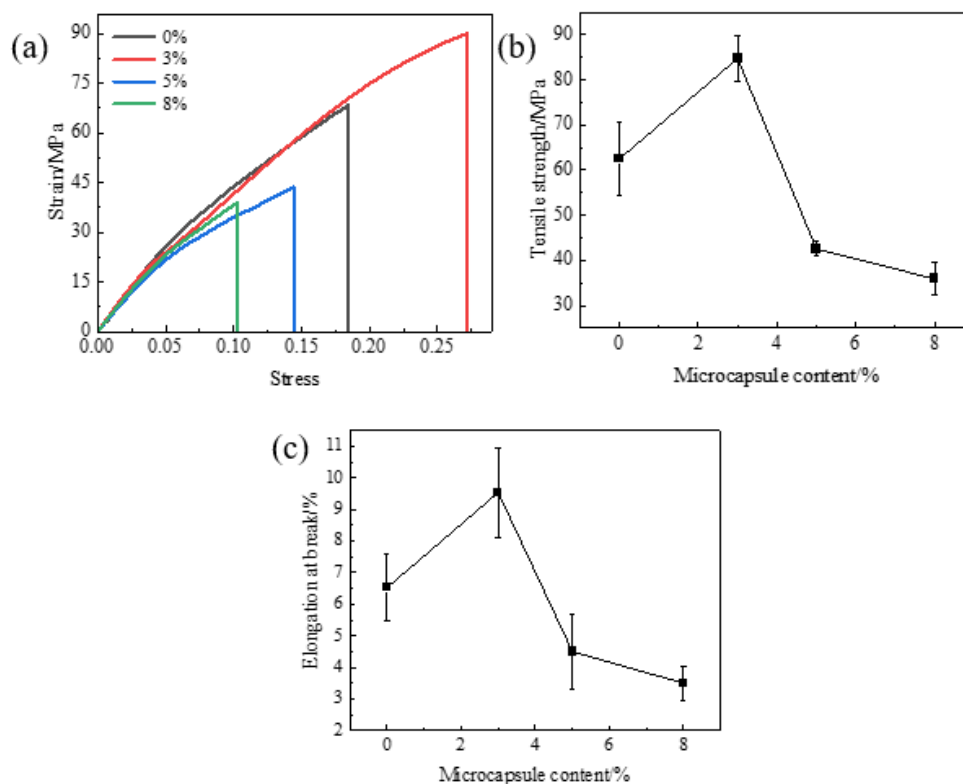 (a)
90
75
60
45
30
15
0
Strain/MPa
0%
3%
5%
8%
0.00 0.05 0.10 0.15 0.20 0.25
Stress
(b)
90
80
70
60
50
40
30
Tensile strength/MPa
0 2 4 6 8
Microcapsule content/%
(c)
11
10
9
8
7
6
5
4
3
2
Elongation at break/%
0 2 4 6 8
Microcapsule content/%